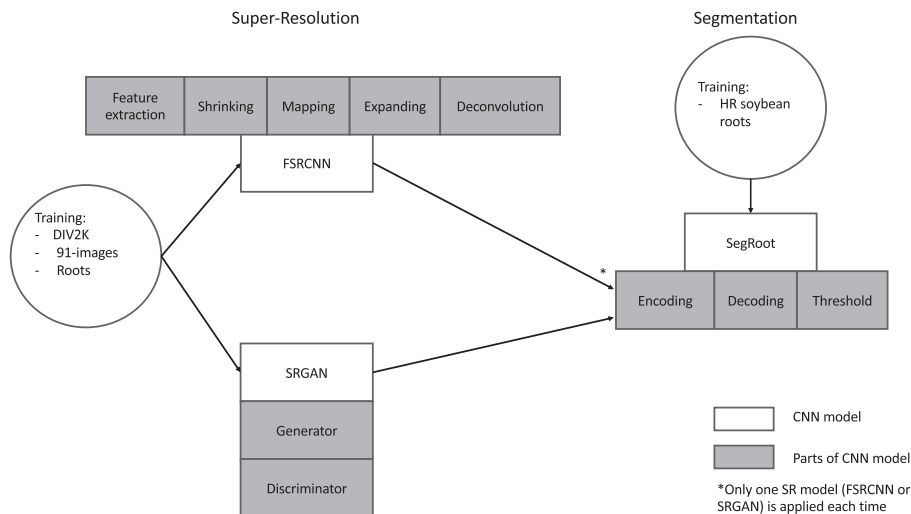 Super-Resolution
Segmentation
Feature
extraction
Shrinking
Mapping
Expanding
Deconvolution
FSRCNN
Training:
- HR soybean
roots
Training:
- DIV2K
- 91-images
- Roots
SegRoot
*
Encoding
Decoding
Threshold
SRGAN
Generator
Discriminator
CNN model
Parts of CNN model
*Only one SR model (FSRCNN or
SRGAN) is applied each time